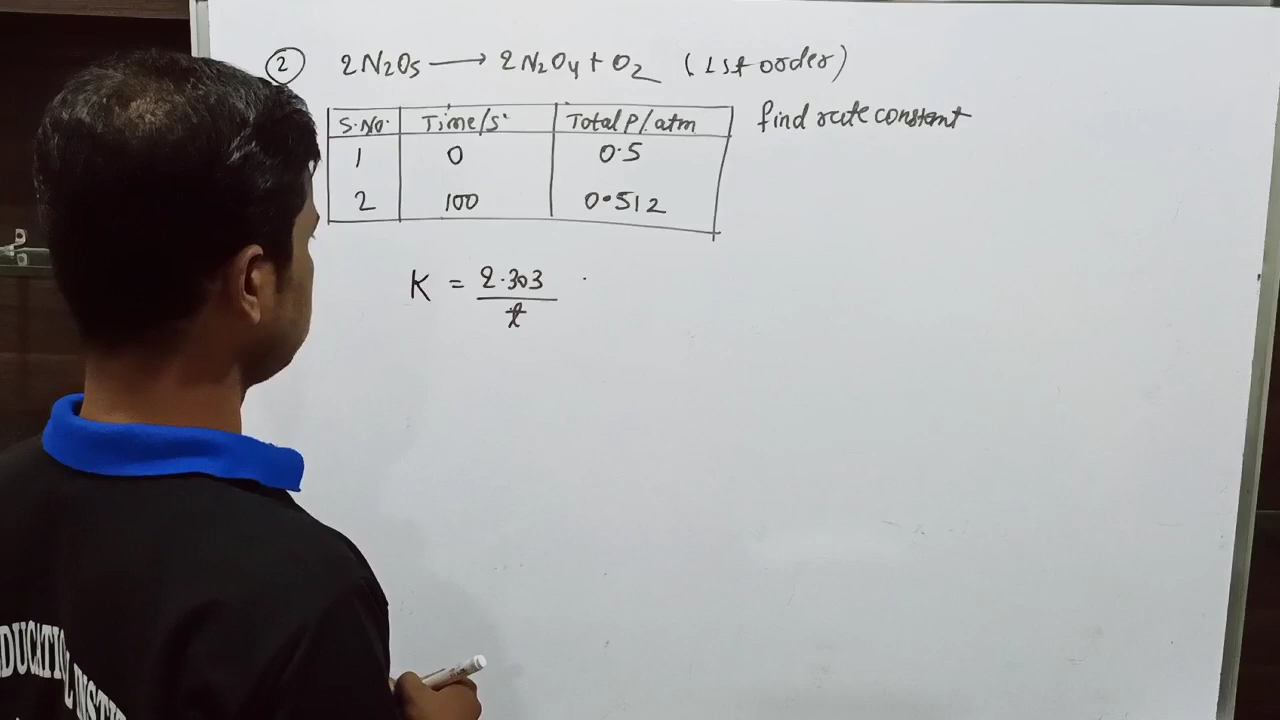 ② 2N₂O₅ ⟶ 2N₂O₄ + O₂ (1st order)
find rate constant
S.No. Time/s Total P/atm
1 0 0.5
2 100 0.512
K = 2.303 / t